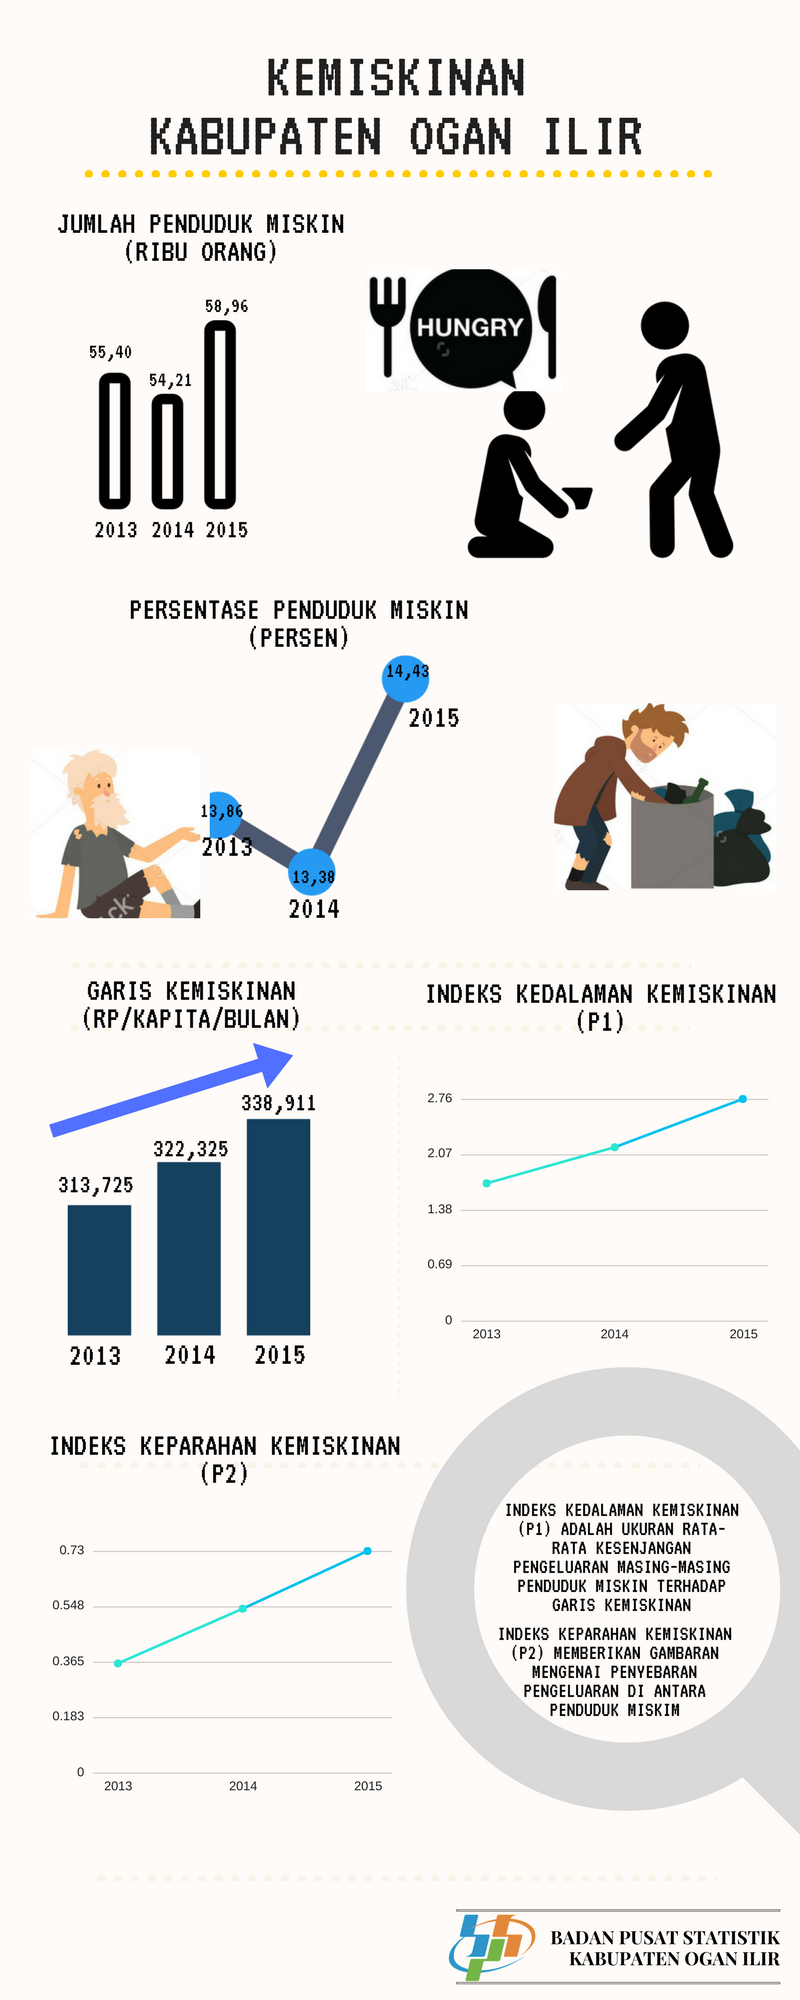 KEMISKINAN
KABUPATEN OGAN ILIR
JUMLAH PENDUDUK MISKIN
(RIBU ORANG)
58,96
55,40
54,21
2013 2014 2015
HUNGRY
PERSENTASE PENDUDUK MISKIN
(PERSEN)
14,43
2015
13,86
2013
13,38
2014
GARIS KEMISKINAN
(RP/KAPITA/BULAN)
338,911
322,325
313,725
2013 2014 2015
INDEKS KEDALAMAN KEMISKINAN
(P1)
2.76
2.07
1.38
0.69
0
2013 2014 2015
INDEKS KEPARAHAN KEMISKINAN
(P2)
0.73
0.548
0.365
0.183
0
2013 2014 2015
INDEKS KEDALAMAN KEMISKINAN
(P1) ADALAH UKURAN RATA-
RATA KESENJANGAN
PENGELUARAN MASING-MASING
PENDUDUK MISKIN TERHADAP
GARIS KEMISKINAN
INDEKS KEPARAHAN KEMISKINAN
(P2) MEMBERIKAN GAMBARAN
MENGENAI PENYEBARAN
PENGELUARAN DI ANTARA
PENDUDUK MISKIM
BADAN PUSAT STATISTIK
KABUPATEN OGAN ILIR